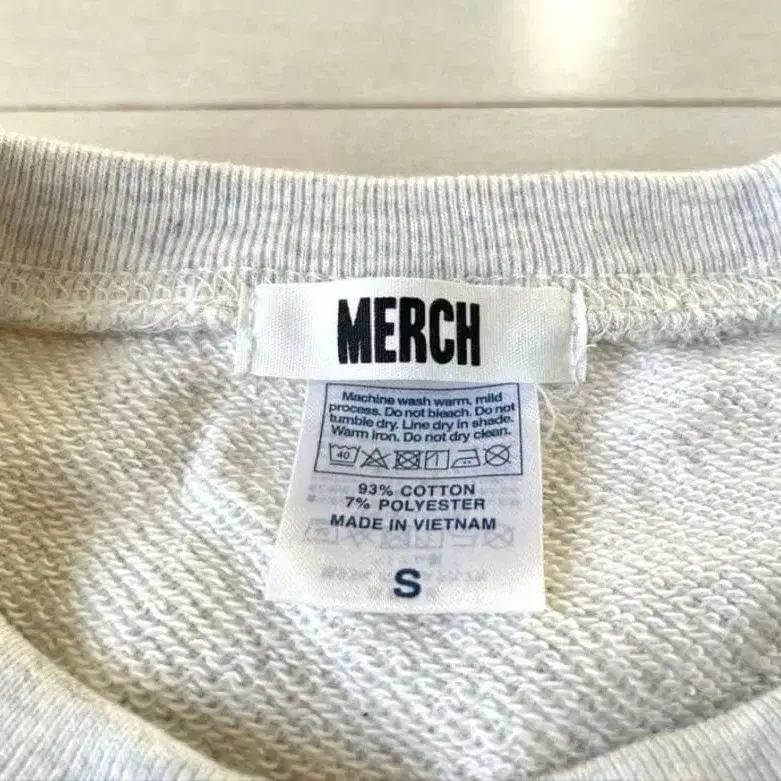 MERCH
Machine wash warm, mild
process. Do not bleach. Do not
tumble dry. Line dry in shade.
Warm iron. Do not dry clean.
40
93% COTTON
7% POLYESTER
MADE IN VIETNAM
S